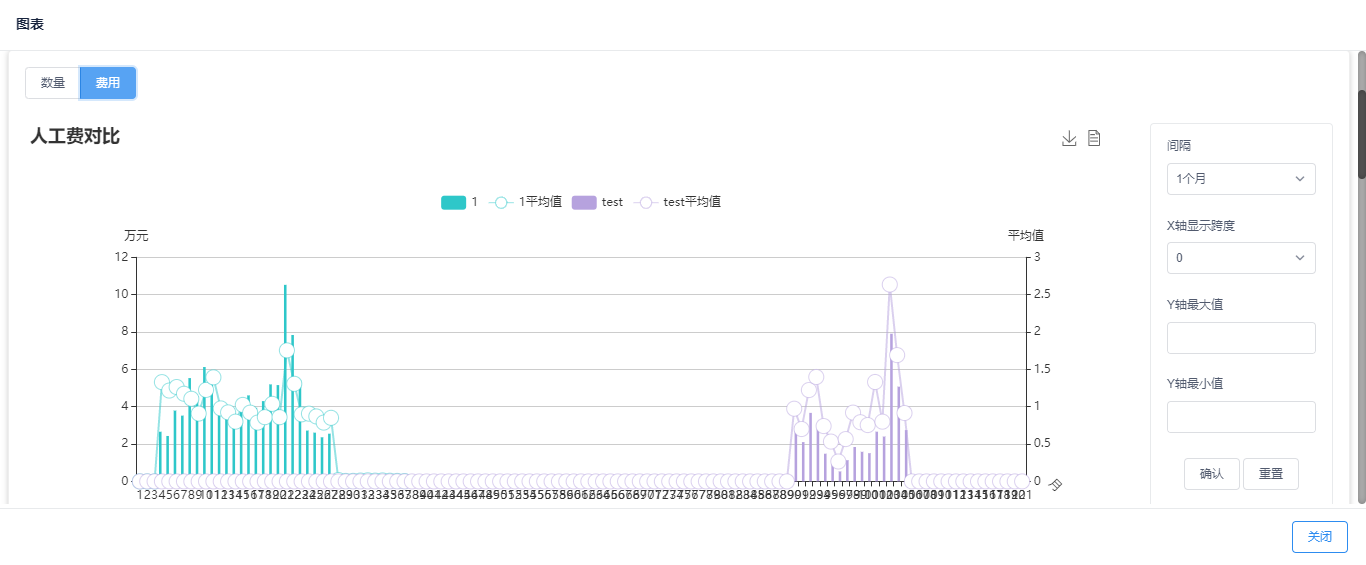 图表
数量
费用
人工费对比
间隔
1个月
1
1平均值
test
test平均值
X轴显示跨度
万元
平均值
12
3
0
10
2.5
Y轴最大值
8
2
6
1.5
Y轴最小值
4
1
2
0.5
确认
重置
0
0
月
关闭